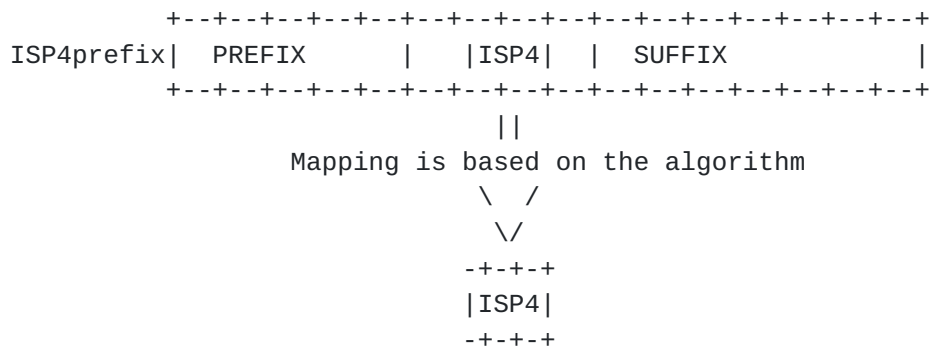 +--+--+--+--+--+--+--+--+--+--+--+--+--+--+--+--+
ISP4prefix|  PREFIX      |   |ISP4|  |  SUFFIX            |
+--+--+--+--+--+--+--+--+--+--+--+--+--+--+--+--+
||
Mapping is based on the algorithm
\  /
\/
-+-+-+
|ISP4|
-+-+-+